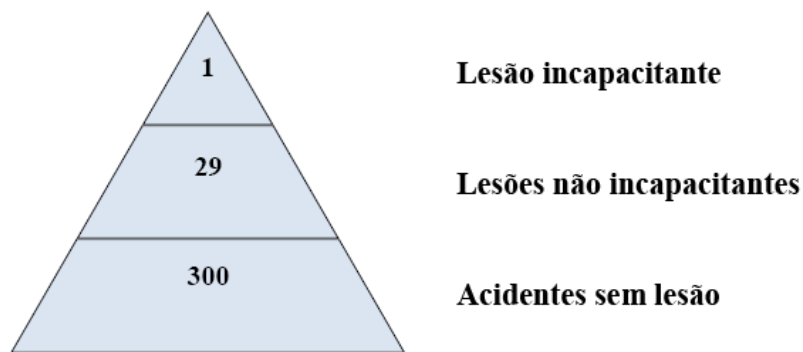 1
Lesão incapacitante
29
Lesões não incapacitantes
300
Acidentes sem lesão